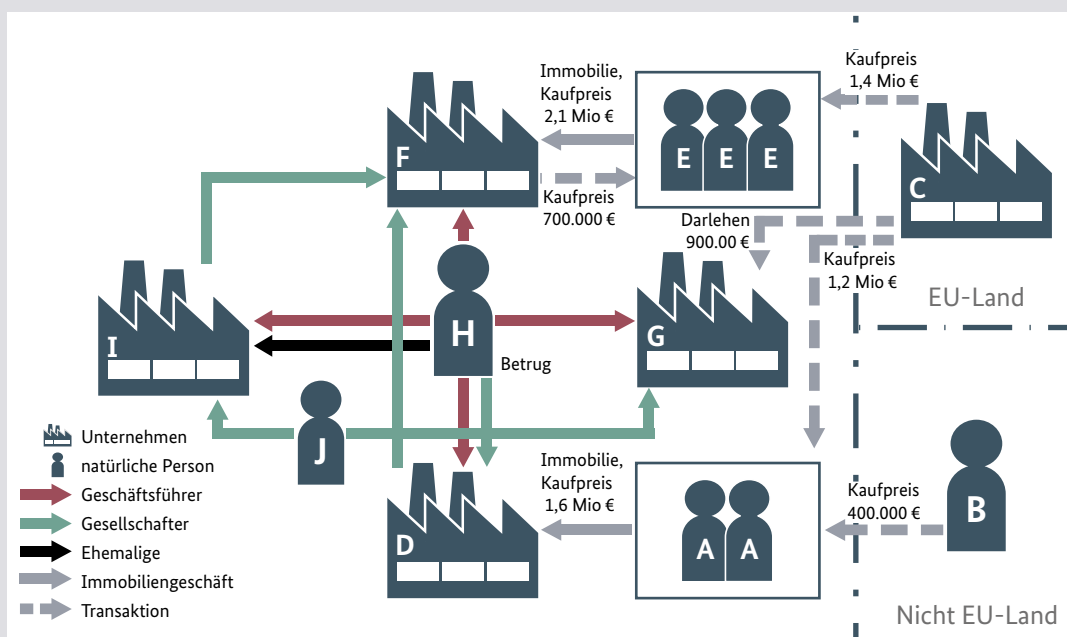 Kaufpreis
1,4 Mio €
Immobilie,
Kaufpreis
2,1 Mio €
F
E E E
C
Kaufpreis
700.000 €
Darlehen
900.00 €
Kaufpreis
1,2 Mio €
EU-Land
I
H
G
Betrug
J
Unternehmen
natürliche Person
Geschäftsführer
Gesellschafter
Ehemalige
Immobiliengeschäft
Transaktion
Immobilie,
Kaufpreis
1,6 Mio €
D
A A
Kaufpreis
400.000 €
B
Nicht EU-Land